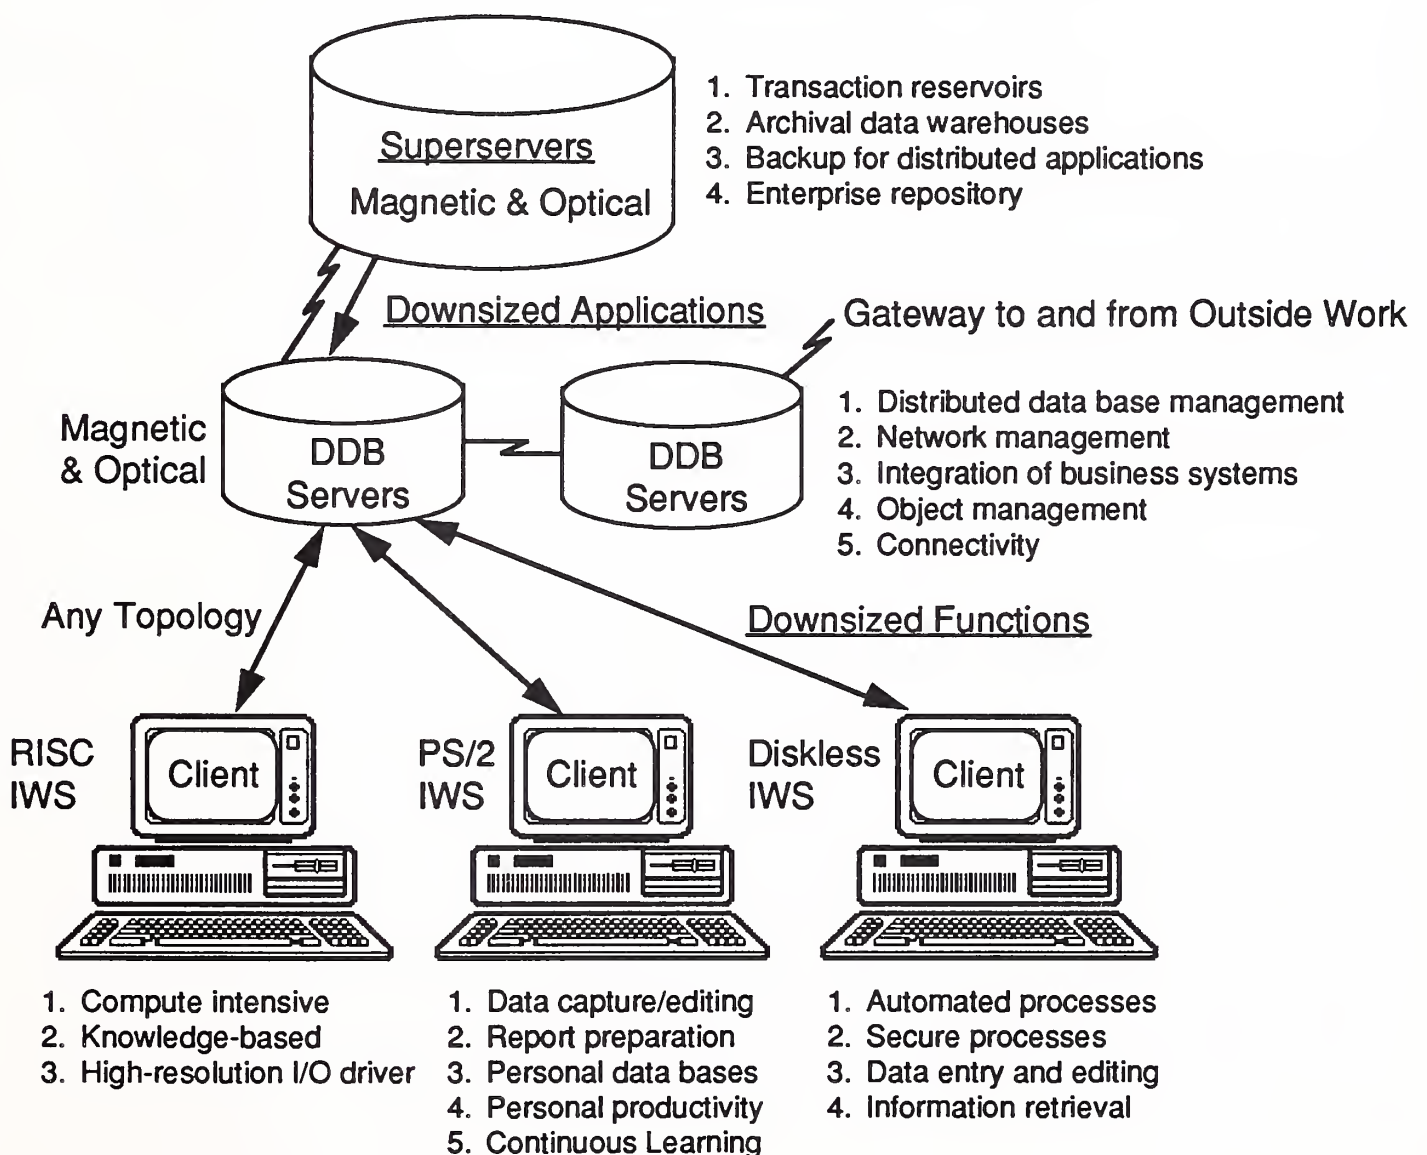 Superservers
Magnetic & Optical
1. Transaction reservoirs
2. Archival data warehouses
3. Backup for distributed applications
4. Enterprise repository
Downsized Applications
Gateway to and from Outside Work
Magnetic
& Optical
DDB
Servers
DDB
Servers
1. Distributed data base management
2. Network management
3. Integration of business systems
4. Object management
5. Connectivity
Any Topology
Downsized Functions
RISC
IWS
Client
PS/2
IWS
Client
Diskless
IWS
Client
1. Compute intensive
2. Knowledge-based
3. High-resolution I/O driver
1. Data capture/editing
2. Report preparation
3. Personal data bases
4. Personal productivity
5. Continuous Learning
1. Automated processes
2. Secure processes
3. Data entry and editing
4. Information retrieval